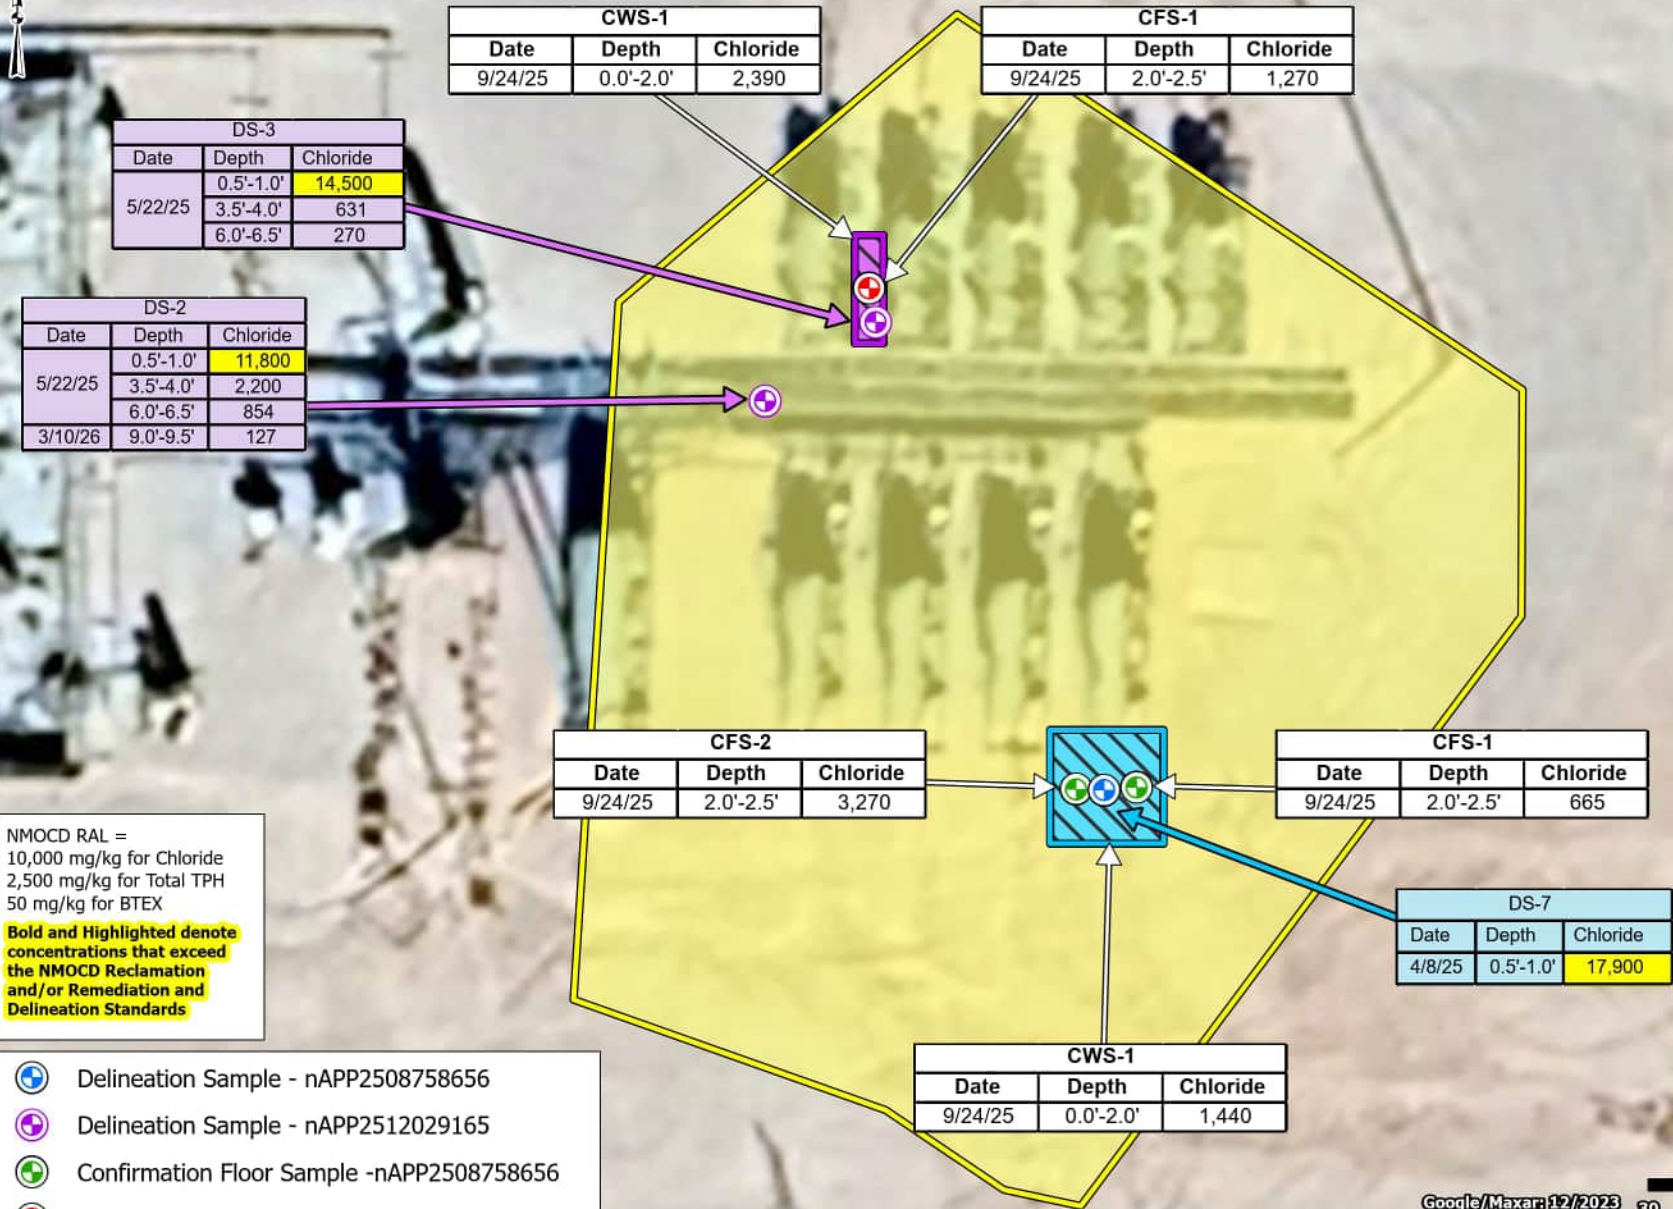 CWS-1
Date Depth Chloride
9/24/25 0.0'-2.0' 2,390
CFS-1
Date Depth Chloride
9/24/25 2.0'-2.5' 1,270
DS-3
Date Depth Chloride
5/22/25 0.5'-1.0' 14,500
3.5'-4.0' 631
6.0'-6.5' 270
DS-2
Date Depth Chloride
5/22/25 0.5'-1.0' 11,800
3.5'-4.0' 2,200
6.0'-6.5' 854
3/10/26 9.0'-9.5' 127
CFS-2
Date Depth Chloride
9/24/25 2.0'-2.5' 3,270
CFS-1
Date Depth Chloride
9/24/25 2.0'-2.5' 665
DS-7
Date Depth Chloride
4/8/25 0.5'-1.0' 17,900
CWS-1
Date Depth Chloride
9/24/25 0.0'-2.0' 1,440
NMOCD RAL =
10,000 mg/kg for Chloride
2,500 mg/kg for Total TPH
50 mg/kg for BTEX
Bold and Highlighted denote
concentrations that exceed
the NMOCD Reclamation
and/or Remediation and
Delineation Standards
Delineation Sample - nAPP2508758656
Delineation Sample - nAPP2512029165
Confirmation Floor Sample -nAPP2508758656
Google/Maxar: 12/2023